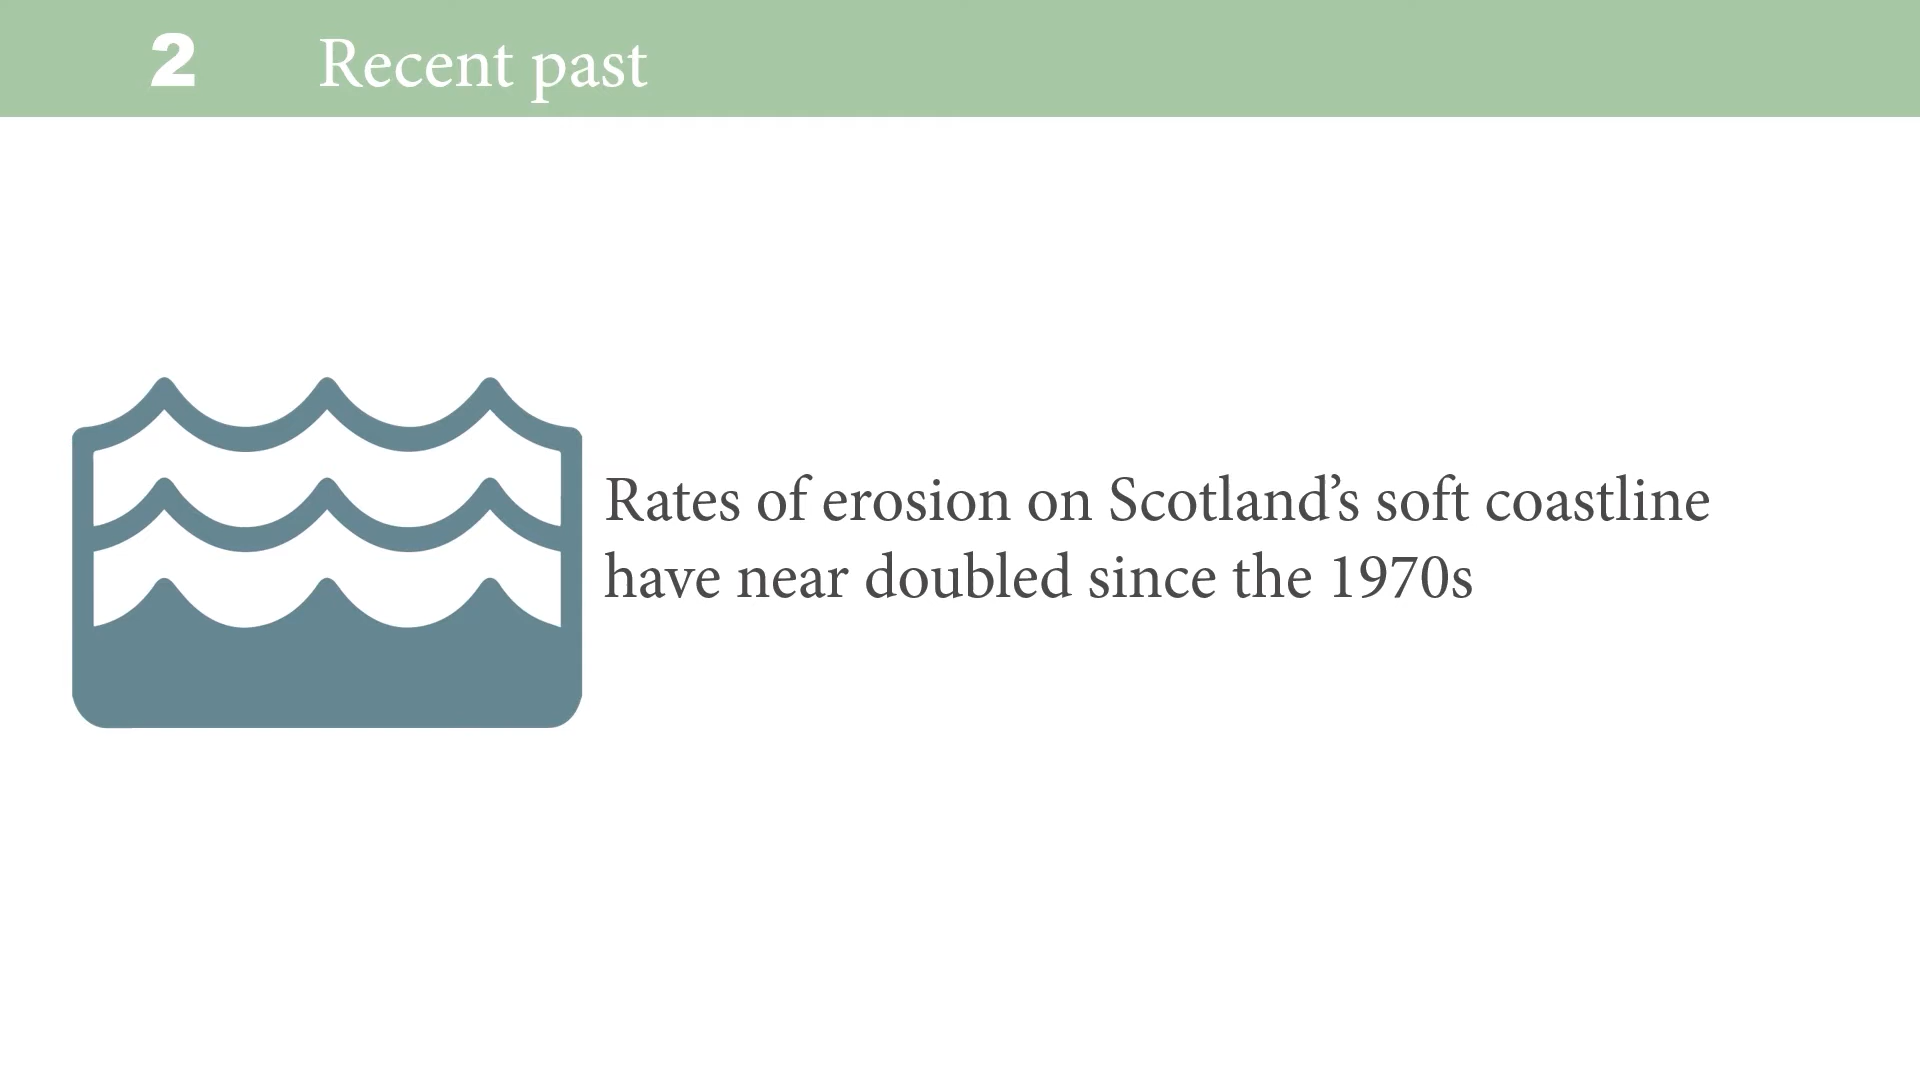 2 Recent past
Rates of erosion on Scotland’s soft coastline
have near doubled since the 1970s